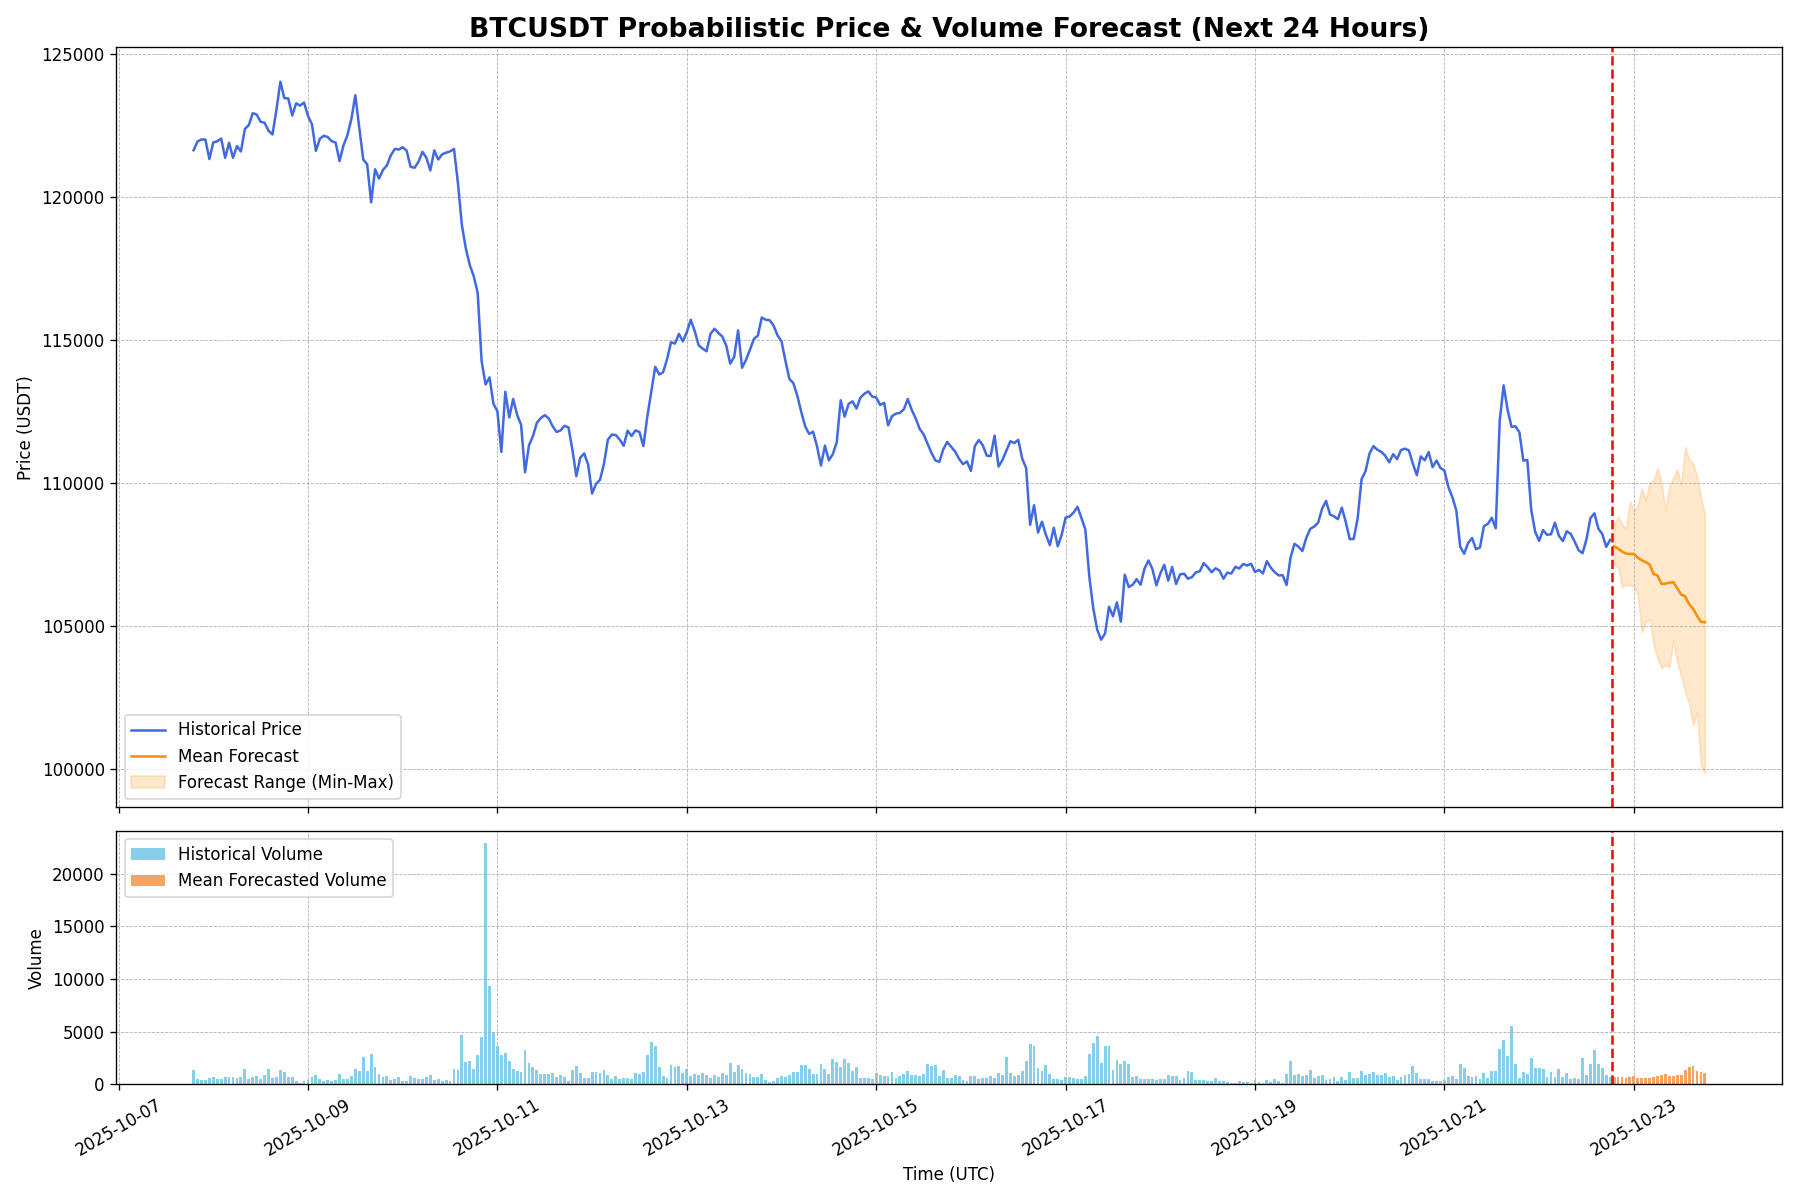 BTCUSDT Probabilistic Price & Volume Forecast (Next 24 Hours)
125000
120000
115000
110000
105000
100000
Price (USDT)
Historical Price
Mean Forecast
Forecast Range (Min-Max)
Historical Volume
Mean Forecasted Volume
20000
15000
10000
5000
0
Volume
2025-10-07
2025-10-09
2025-10-11
2025-10-13
2025-10-15
2025-10-17
2025-10-19
2025-10-21
2025-10-23
Time (UTC)